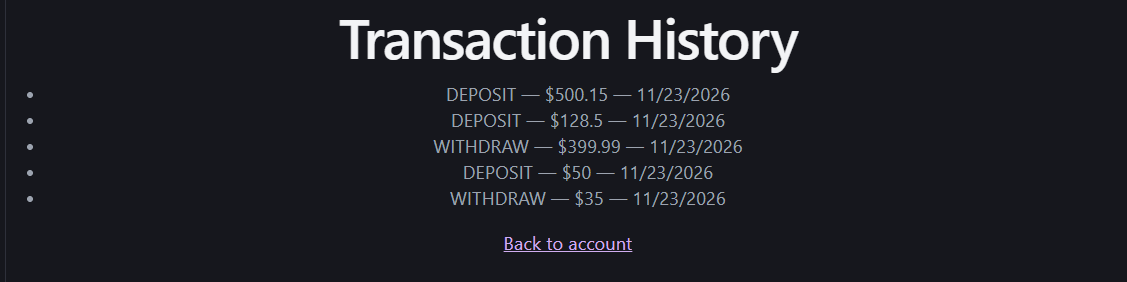 Transaction History
DEPOSIT — $500.15 — 11/23/2026
DEPOSIT — $128.5 — 11/23/2026
WITHDRAW — $399.99 — 11/23/2026
DEPOSIT — $50 — 11/23/2026
WITHDRAW — $35 — 11/23/2026
Back to account